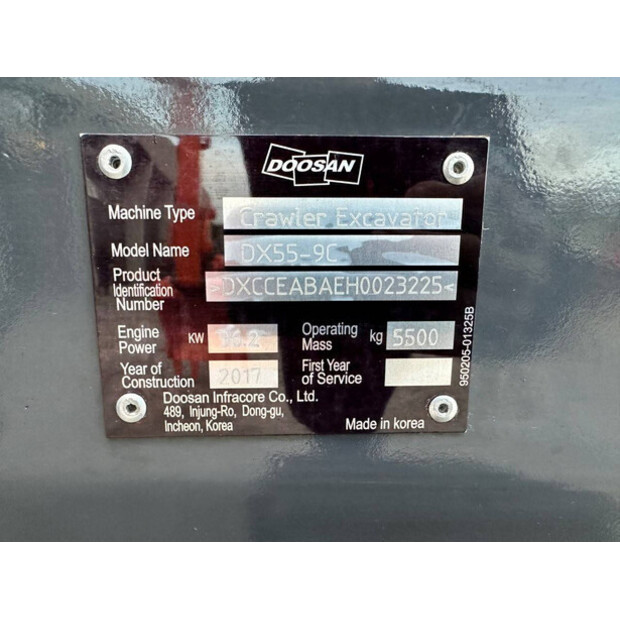 DOOSAN
Machine Type Crawler Excavator
Model Name DX55-9C
Product Identification Number >DXCCEABAEH0023225<
Engine Power KW
Operating Mass kg 5500
Year of Construction 2017
First Year of Service
Doosan Infracore Co., Ltd.
489, Injung-Ro, Dong-gu,
Incheon, Korea
Made in korea
950205-01325B